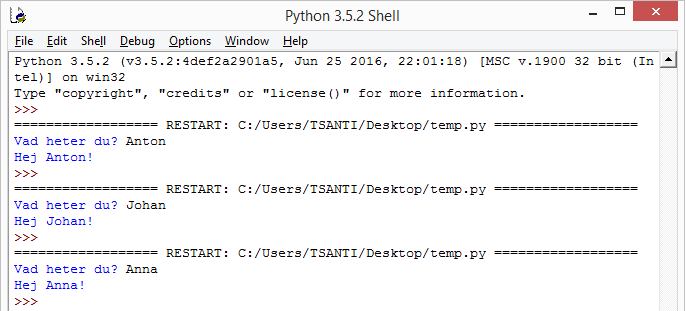 Python 3.5.2 Shell
File Edit Shell Debug Options Window Help
Python 3.5.2 (v3.5.2:4def2a2901a5, Jun 25 2016, 22:01:18) [MSC v.1900 32 bit (In
tel)] on win32
Type "copyright", "credits" or "license()" for more information.
>>>
================== RESTART: C:/Users/TSANTI/Desktop/temp.py ==================
Vad heter du? Anton
Hej Anton!
>>>
================== RESTART: C:/Users/TSANTI/Desktop/temp.py ==================
Vad heter du? Johan
Hej Johan!
>>>
================== RESTART: C:/Users/TSANTI/Desktop/temp.py ==================
Vad heter du? Anna
Hej Anna!
>>>